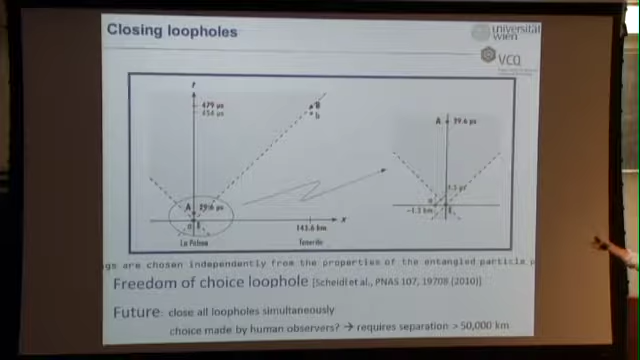 Closing loopholes
universität
wien
VCQ
t
479 µs
454 µs
B
b
A
29.6 µs
a
E
x
143.6 km
La Palma
Tenerife
A
29.6 µs
-1.2 km
E
gs are chosen independently from the properties of the entangled particle p
Freedom of choice loophole [Scheidl et al., PNAS 107, 19708 (2010)]
Future: close all loopholes simultaneously
choice made by human observers? → requires separation > 50,000 km